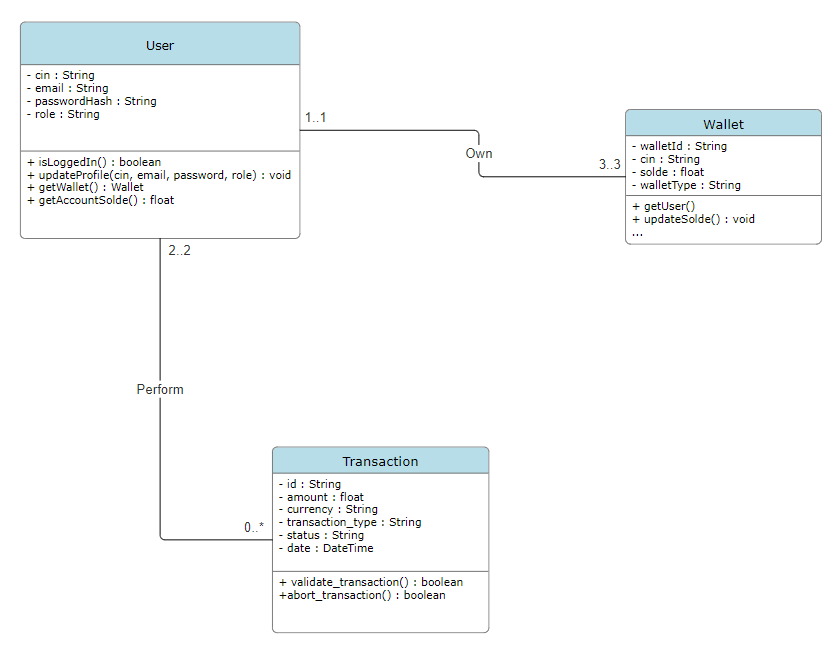 User
- cin : String
- email : String
- passwordHash : String
- role : String
+ isLoggedIn() : boolean
+ updateProfile(cin, email, password, role) : void
+ getWallet() : Wallet
+ getAccountSolde() : float
1..1
Own
3..3
Wallet
- walletId : String
- cin : String
- solde : float
- walletType : String
+ getUser()
+ updateSolde() : void
...
2..2
Perform
0..*
Transaction
- id : String
- amount : float
- currency : String
- transaction_type : String
- status : String
- date : DateTime
+ validate_transaction() : boolean
+abort_transaction() : boolean